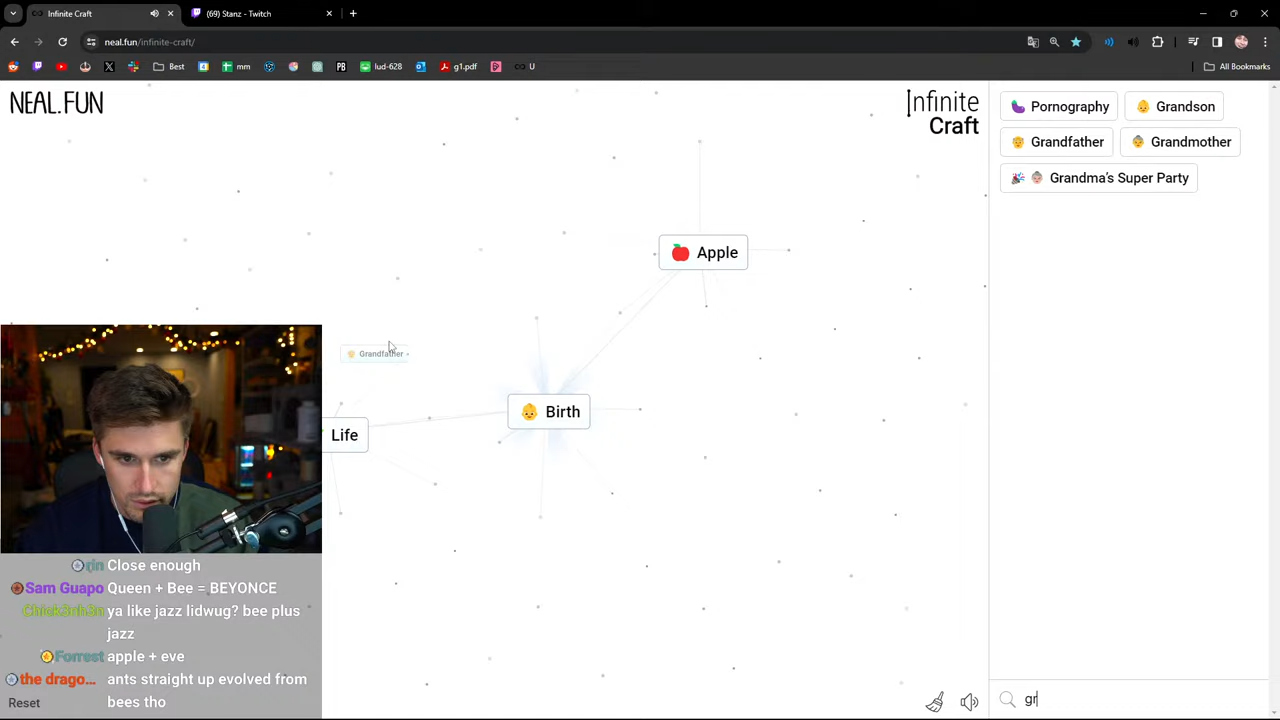 Infinite Craft
(69) Stanz - Twitch
neal.fun/infinite-craft/
Best
mm
lud-628
g1.pdf
U
All Bookmarks
NEAL.FUN
Infinite
Craft
Pornography
Grandson
Grandfather
Grandmother
Grandma's Super Party
Apple
Grandfather
Birth
Life
Close enough
Sam Guapo Queen + Bee = BEYONCE
ya like jazz lidwug? bee plus
jazz
Forrest apple + eve
the drago... ants straight up evolved from
bees tho
Reset
gr